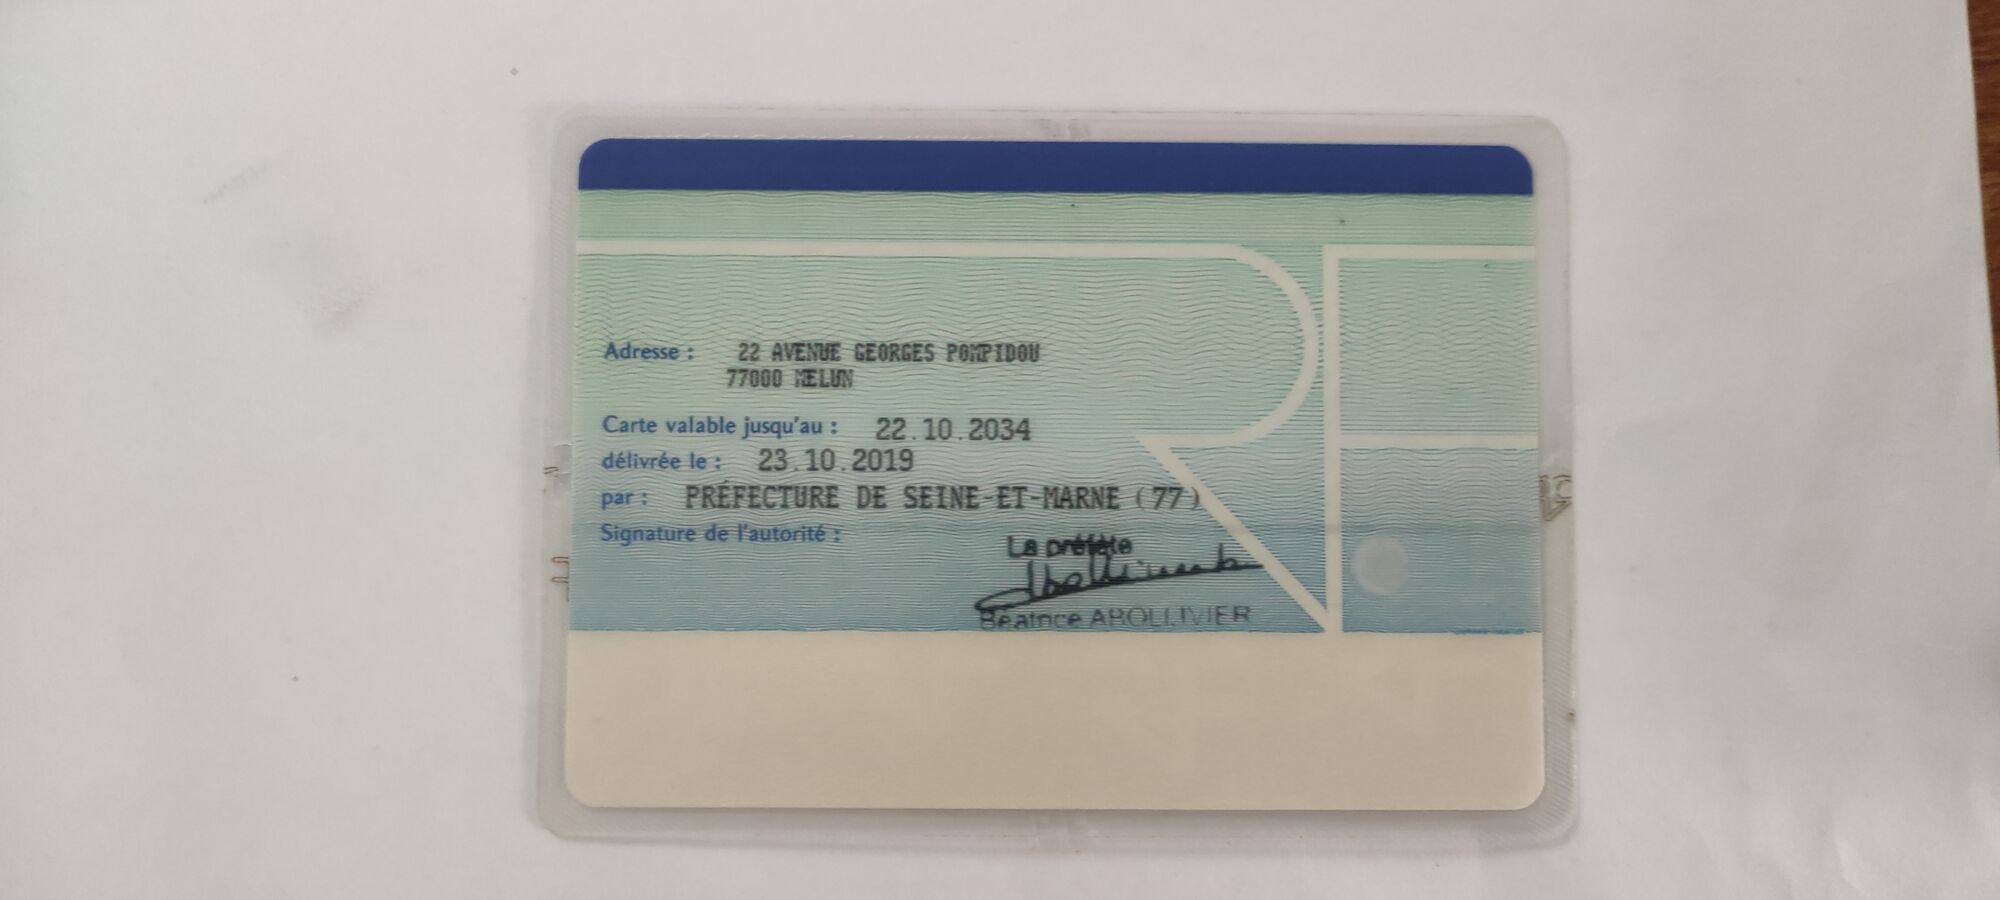 Adresse : 22 AVENUE GEORGES POMPIDOU
77000 MELUN
Carte valable jusqu'au : 22.10.2034
délivrée le : 23.10.2019
par : PRÉFECTURE DE SEINE-ET-MARNE (77)
Signature de l'autorité :
La préfète
Béatrice ABOLLIVIER